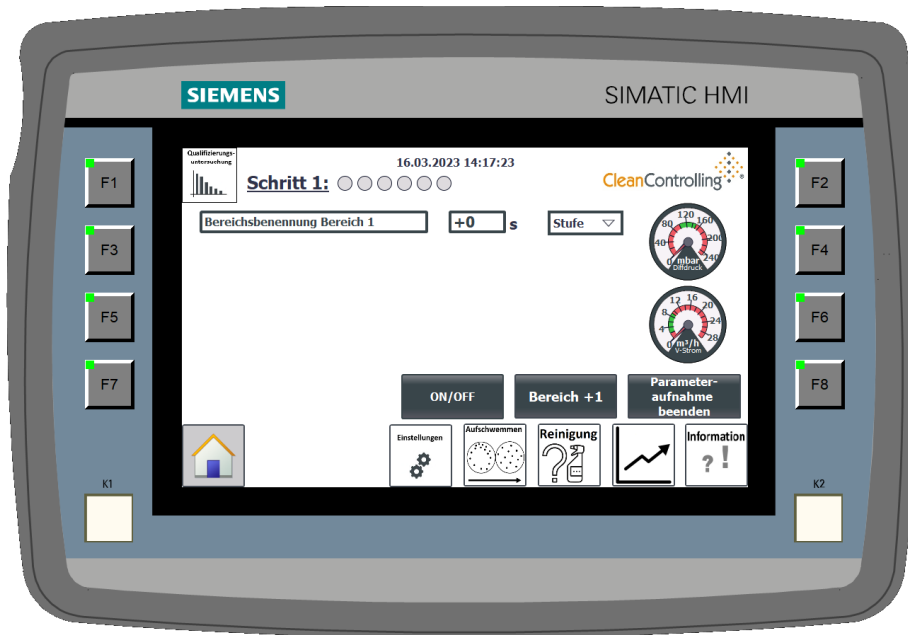 SIEMENS
SIMATIC HMI
F1
F3
F5
F7
K1
F2
F4
F6
F8
K2
Qualifizierungs-
untersuchung
16.03.2023 14:17:23
Schritt 1:
CleanControlling
®
Bereichsbenennung Bereich 1
+0
s
Stufe
0
40
80
120
160
200
240
mbar
Diffdruck
0
4
8
12
16
20
24
28
m³/h
V-Strom
ON/OFF
Bereich +1
Parameter-
aufnahme
beenden
Einstellungen
Aufschwemmen
Reinigung
?
Information
? !